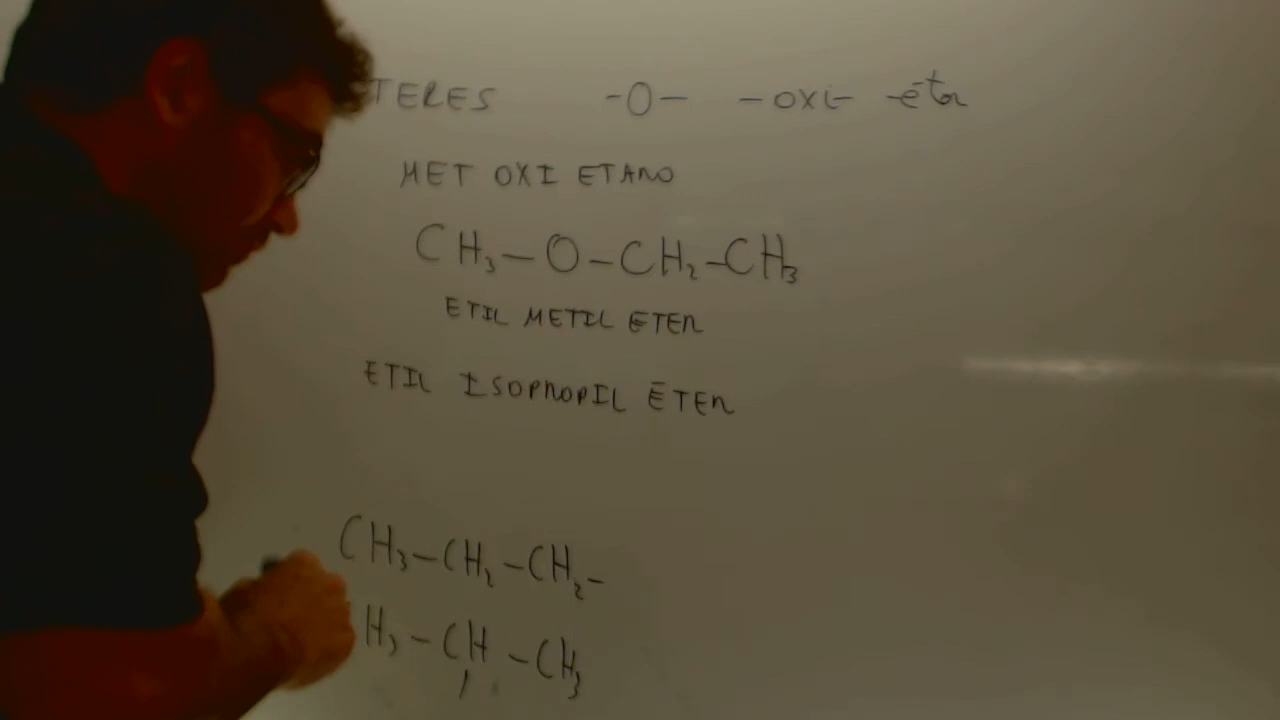 TERES -O- -OXI- -éter
MET OXI ETANO
CH₃-O-CH₂-CH₃
ETIL METIL ETER
ETIL ISOPROPIL ÉTER
CH₃-CH₂-CH₂-
H₃-CH-CH₃